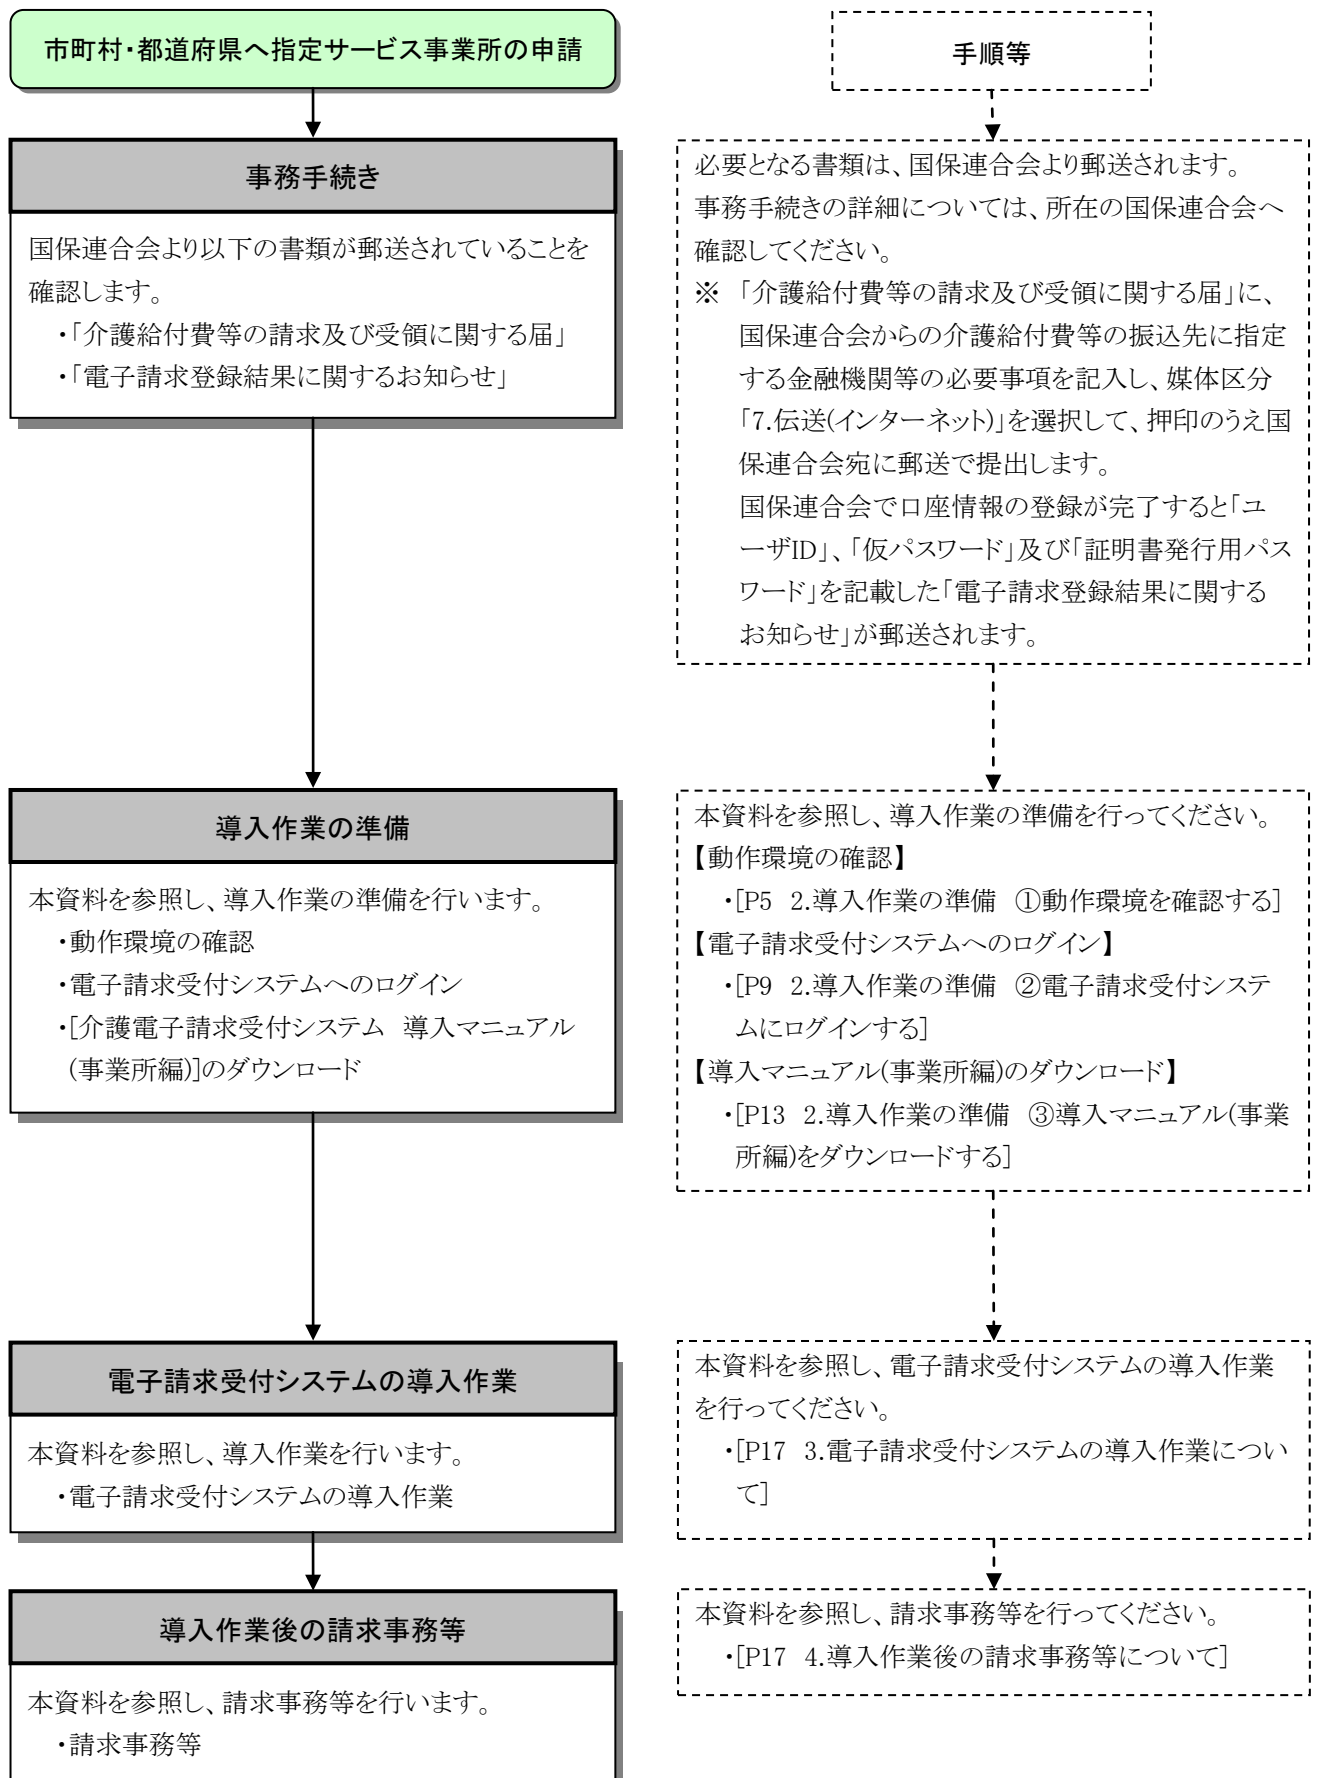 市町村・都道府県へ指定サービス事業所の申請
事務手続き
国保連合会より以下の書類が郵送されていることを
確認します。
・「介護給付費等の請求及び受領に関する届」
・「電子請求登録結果に関するお知らせ」
導入作業の準備
本資料を参照し、導入作業の準備を行います。
・動作環境の確認
・電子請求受付システムへのログイン
・[介護電子請求受付システム　導入マニュアル
(事業所編)]のダウンロード
電子請求受付システムの導入作業
本資料を参照し、導入作業を行います。
・電子請求受付システムの導入作業
導入作業後の請求事務等
本資料を参照し、請求事務等を行います。
・請求事務等
手順等
必要となる書類は、国保連合会より郵送されます。
事務手続きの詳細については、所在の国保連合会へ
確認してください。
※　「介護給付費等の請求及び受領に関する届」に、
国保連合会からの介護給付費等の振込先に指定
する金融機関等の必要事項を記入し、媒体区分
「7.伝送(インターネット)」を選択して、押印のうえ国
保連合会宛に郵送で提出します。
国保連合会で口座情報の登録が完了すると「ユ
ーザID」、「仮パスワード」及び「証明書発行用パス
ワード」を記載した「電子請求登録結果に関する
お知らせ」が郵送されます。
本資料を参照し、導入作業の準備を行ってください。
【動作環境の確認】
・[P5　2.導入作業の準備　①動作環境を確認する]
【電子請求受付システムへのログイン】
・[P9　2.導入作業の準備　②電子請求受付システ
ムにログインする]
【導入マニュアル(事業所編)のダウンロード】
・[P13　2.導入作業の準備　③導入マニュアル(事業
所編)をダウンロードする]
本資料を参照し、電子請求受付システムの導入作業
を行ってください。
・[P17　3.電子請求受付システムの導入作業につい
て]
本資料を参照し、請求事務等を行ってください。
・[P17　4.導入作業後の請求事務等について]